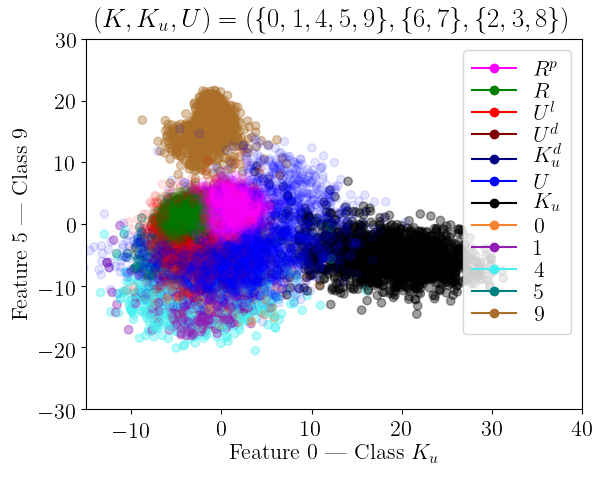 (K, K_u, U) = ({0, 1, 4, 5, 9}, {6, 7}, {2, 3, 8})
30
20
10
0
−10
−20
−30
Feature 5 — Class 9
R^p
R
U^l
U^d
K_u^d
U
K_u
0
1
4
5
9
−10
0
10
20
30
40
Feature 0 — Class K_u